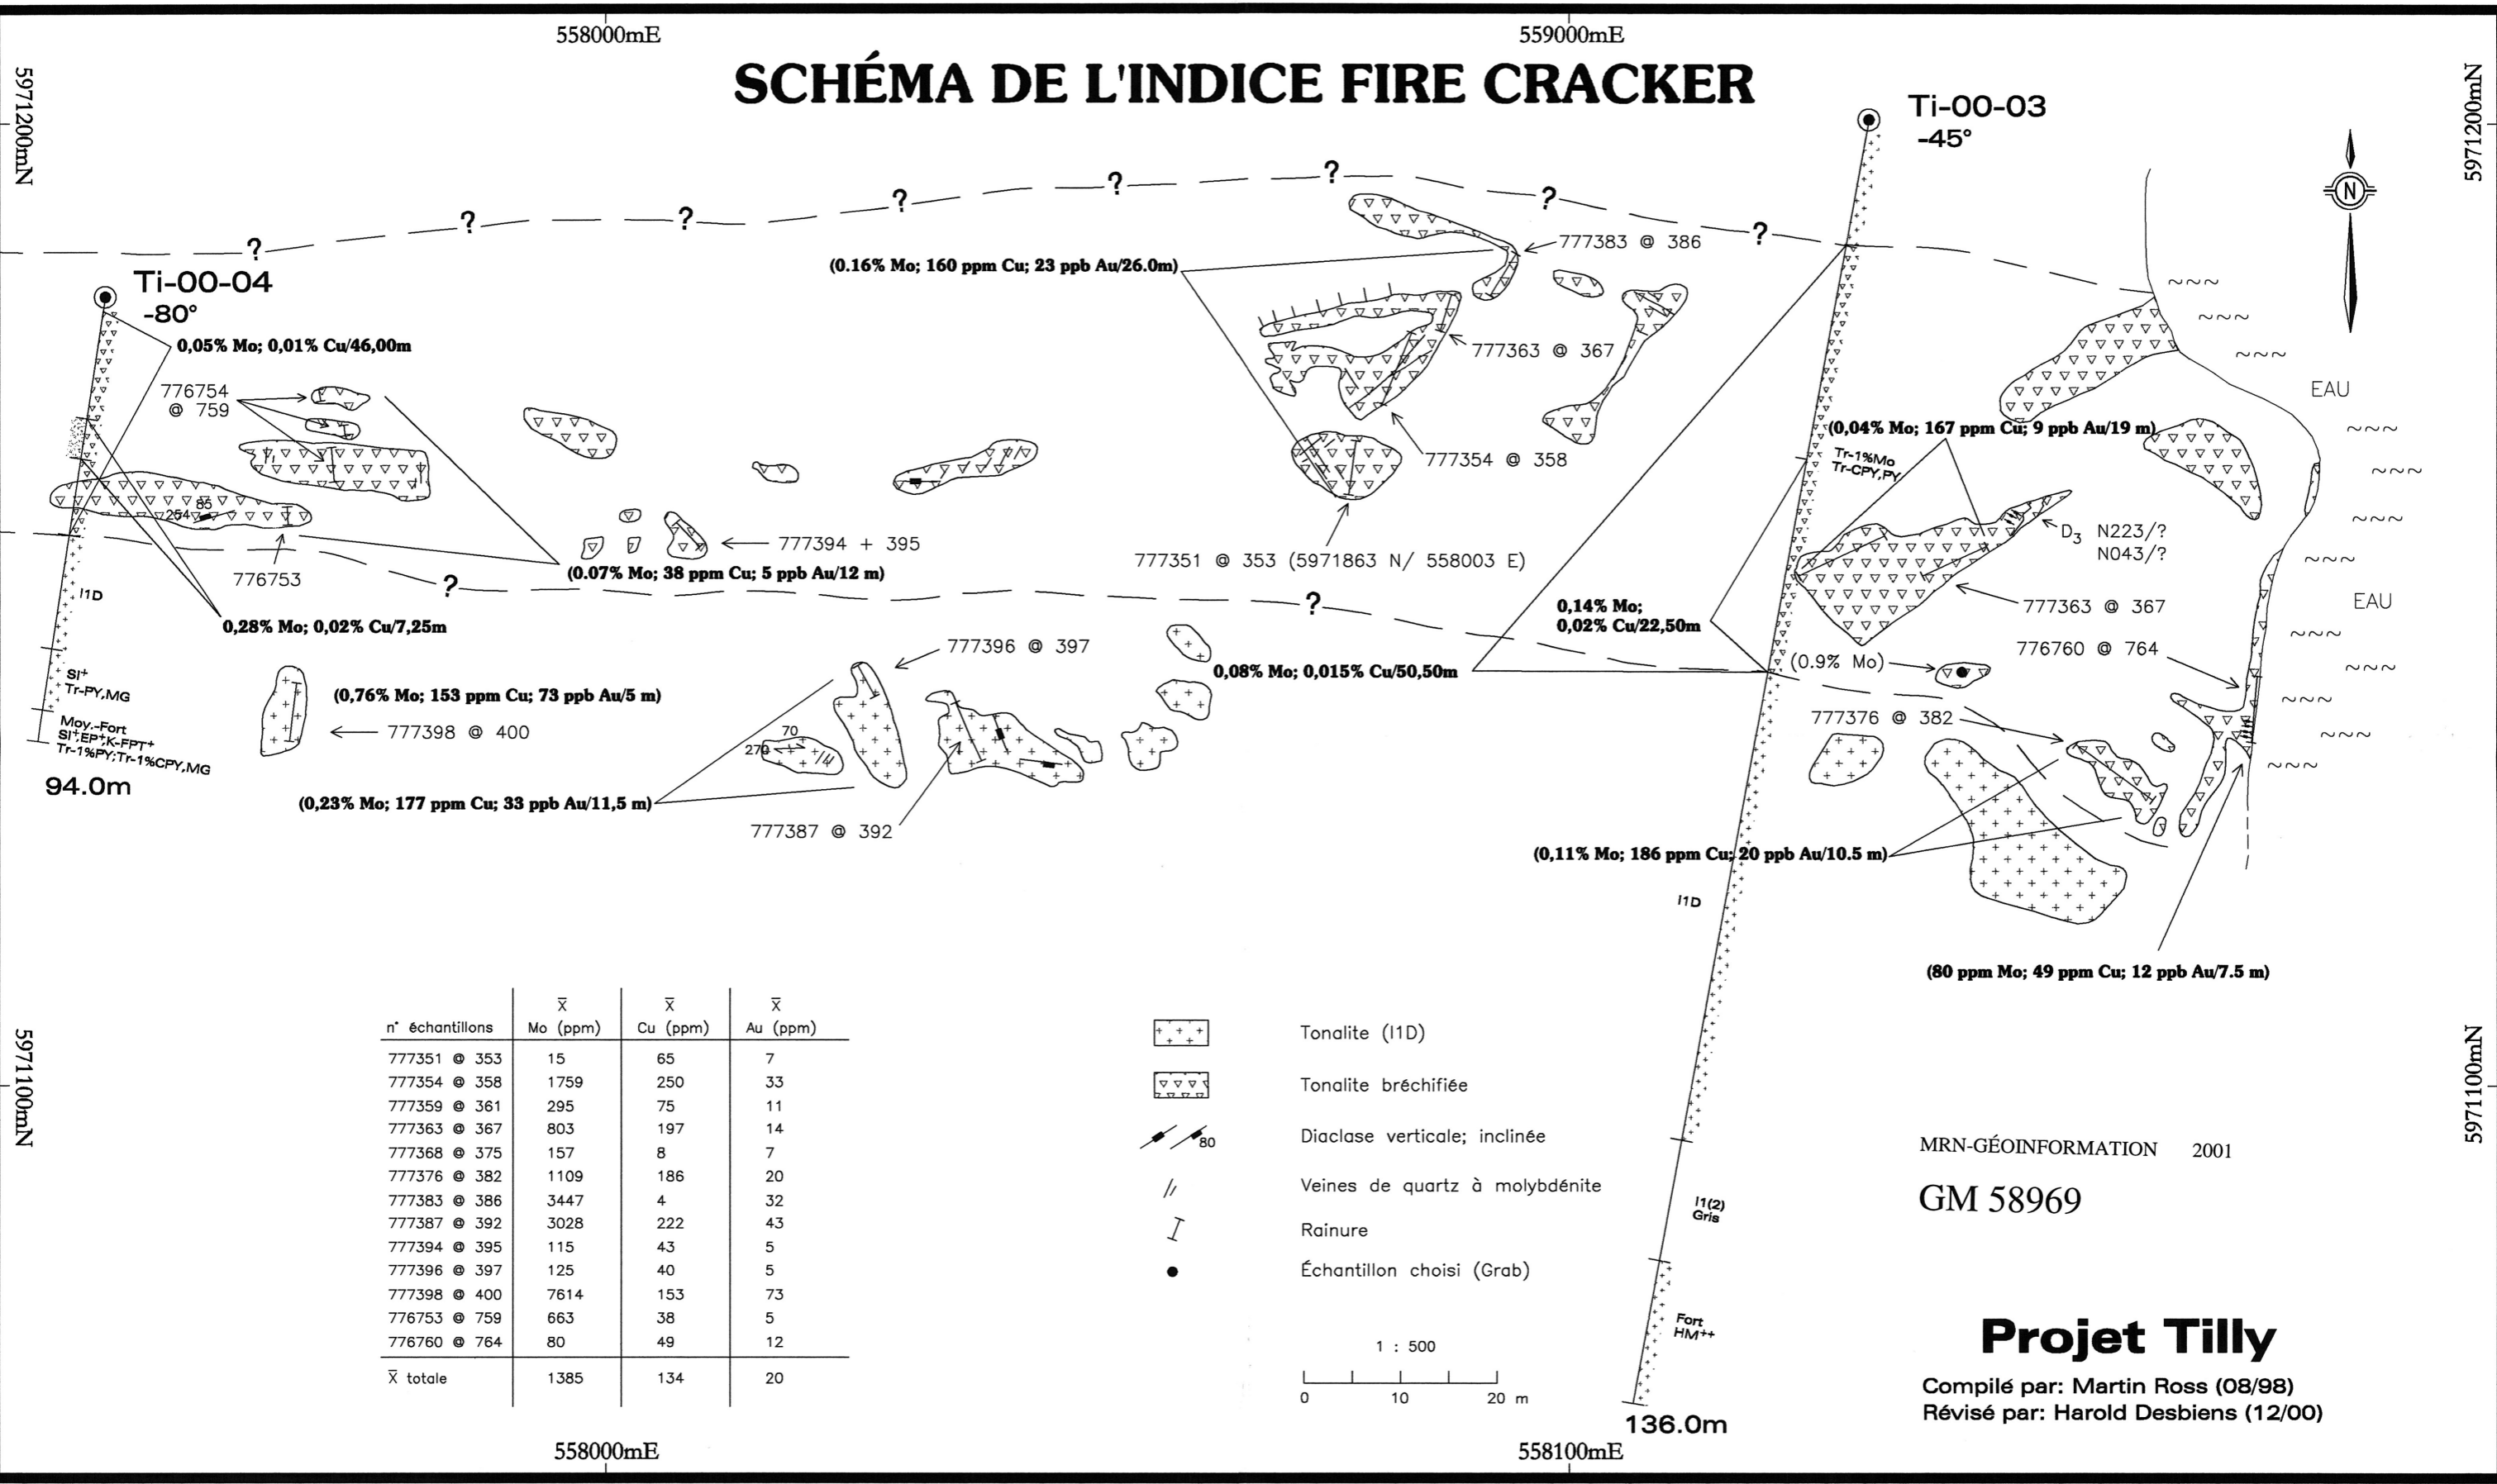 558000mE
559000mE
5971200mN
5971200mN
SCHÉMA DE L'INDICE FIRE CRACKER
Ti-00-03
-45°
N
?
?
?
?
?
?
?
?
777383 @ 386
(0.16% Mo; 160 ppm Cu; 23 ppb Au/26.0m)
Ti-00-04
-80°
0,05% Mo; 0,01% Cu/46,00m
777363 @ 367
776754
@ 759
EAU
(0,04% Mo; 167 ppm Cu; 9 ppb Au/19 m)
Tr-1%Mo
Tr-CPY,PY
777354 @ 358
85
254
D3 N223/?
N043/?
777394 + 395
777351 @ 353 (5971863 N/ 558003 E)
776753
(0.07% Mo; 38 ppm Cu; 5 ppb Au/12 m)
?
?
I1D
EAU
0,14% Mo;
0,02% Cu/22,50m
777363 @ 367
0,28% Mo; 0,02% Cu/7,25m
777396 @ 397
776760 @ 764
(0.9% Mo)
0,08% Mo; 0,015% Cu/50,50m
SI+
Tr-PY,MG
(0,76% Mo; 153 ppm Cu; 73 ppb Au/5 m)
777398 @ 400
777376 @ 382
Moy.-Fort
SI+;EP+;K-FPT+
Tr-1%PY;Tr-1%CPY,MG
70
270
94.0m
(0,23% Mo; 177 ppm Cu; 33 ppb Au/11,5 m)
777387 @ 392
(0,11% Mo; 186 ppm Cu; 20 ppb Au/10.5 m)
I1D
(80 ppm Mo; 49 ppm Cu; 12 ppb Au/7.5 m)
X̅ X̅ X̅
n° échantillons Mo (ppm) Cu (ppm) Au (ppm)
777351 @ 353 15 65 7
777354 @ 358 1759 250 33
777359 @ 361 295 75 11
777363 @ 367 803 197 14
777368 @ 375 157 8 7
777376 @ 382 1109 186 20
777383 @ 386 3447 4 32
777387 @ 392 3028 222 43
777394 @ 395 115 43 5
777396 @ 397 125 40 5
777398 @ 400 7614 153 73
776753 @ 759 663 38 5
776760 @ 764 80 49 12
X̅ totale 1385 134 20
Tonalite (I1D)
Tonalite bréchifiée
80
Diaclase verticale; inclinée
Veines de quartz à molybdénite
Rainure
Échantillon choisi (Grab)
1 : 500
0 10 20 m
I1(2)
Gris
Fort
HM++
136.0m
5971100mN
5971100mN
MRN-GÉOINFORMATION 2001
GM 58969
Projet Tilly
Compilé par: Martin Ross (08/98)
Révisé par: Harold Desbiens (12/00)
558000mE
558100mE